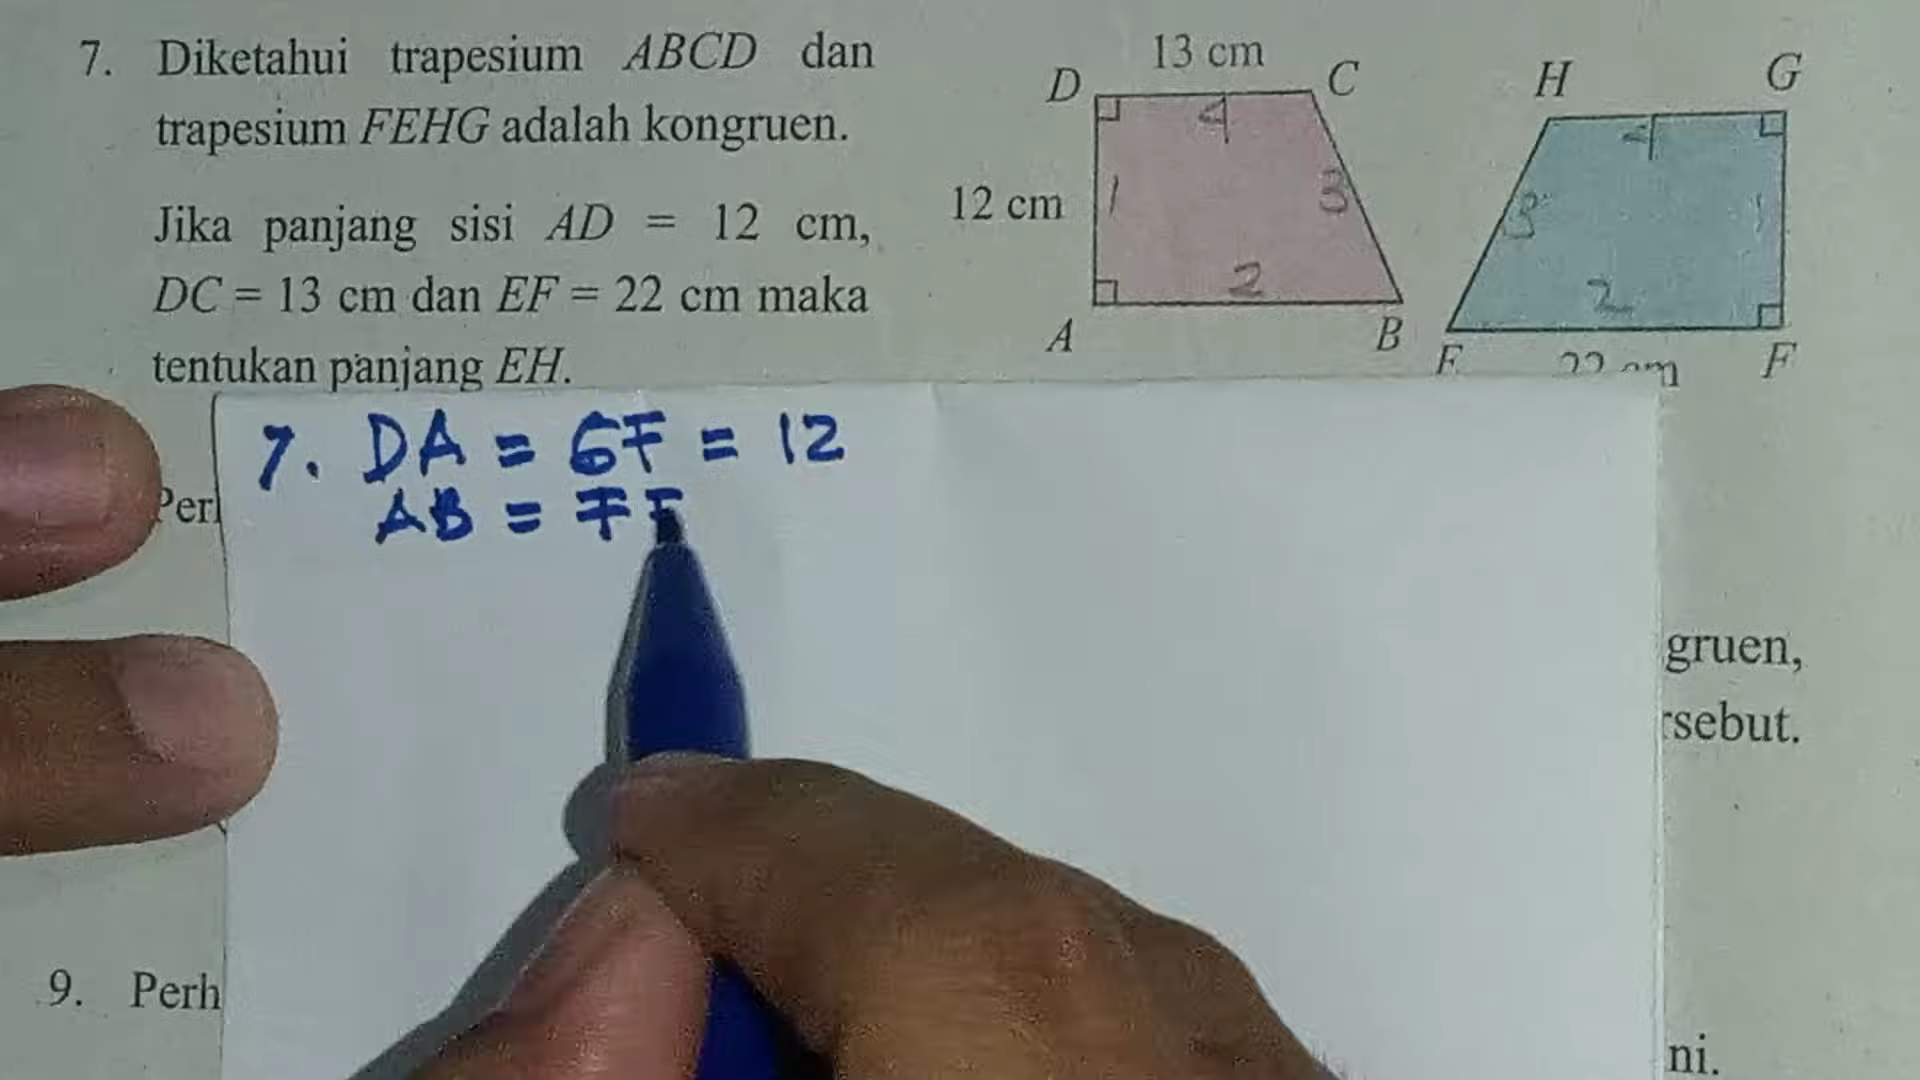 7. Diketahui trapesium ABCD dan
trapesium FEHG adalah kongruen.
Jika panjang sisi AD = 12 cm,
DC = 13 cm dan EF = 22 cm maka
tentukan panjang EH.
13 cm
D
C
4
12 cm
1
3
2
A
B
H
G
4
3
1
2
E
22 cm
F
7. DA = GF = 12
AB = F
Per
gruen,
rsebut.
9. Perh
ni.